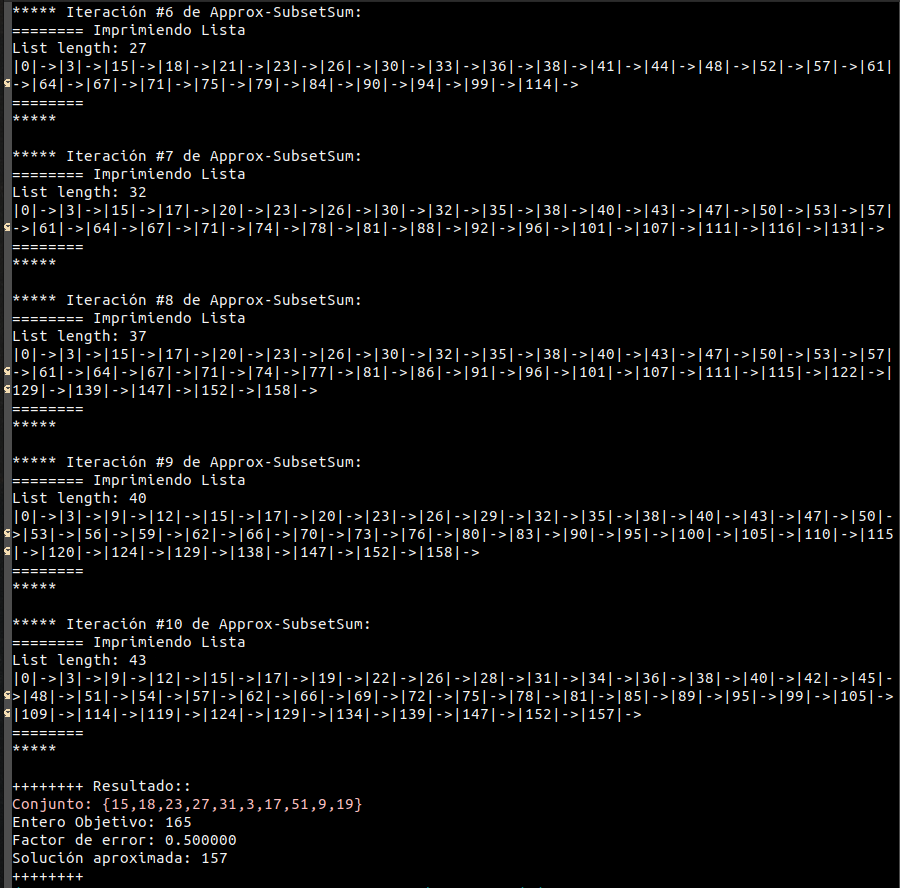 ***** Iteración #6 de Approx-SubsetSum:
======== Imprimiendo Lista
List length: 27
|0|->|3|->|15|->|18|->|21|->|23|->|26|->|30|->|33|->|36|->|38|->|41|->|44|->|48|->|52|->|57|->|61|
->|64|->|67|->|71|->|75|->|79|->|84|->|90|->|94|->|99|->|114|->
========
*****
***** Iteración #7 de Approx-SubsetSum:
======== Imprimiendo Lista
List length: 32
|0|->|3|->|15|->|17|->|20|->|23|->|26|->|30|->|32|->|35|->|38|->|40|->|43|->|47|->|50|->|53|->|57|
->|61|->|64|->|67|->|71|->|74|->|78|->|81|->|88|->|92|->|96|->|101|->|107|->|111|->|116|->|131|->
========
*****
***** Iteración #8 de Approx-SubsetSum:
======== Imprimiendo Lista
List length: 37
|0|->|3|->|15|->|17|->|20|->|23|->|26|->|30|->|32|->|35|->|38|->|40|->|43|->|47|->|50|->|53|->|57|
->|61|->|64|->|67|->|71|->|74|->|77|->|81|->|86|->|91|->|96|->|101|->|107|->|111|->|115|->|122|->|
129|->|139|->|147|->|152|->|158|->
========
*****
***** Iteración #9 de Approx-SubsetSum:
======== Imprimiendo Lista
List length: 40
|0|->|3|->|9|->|12|->|15|->|17|->|20|->|23|->|26|->|29|->|32|->|35|->|38|->|40|->|43|->|47|->|50|-
>|53|->|56|->|59|->|62|->|66|->|70|->|73|->|76|->|80|->|83|->|90|->|95|->|100|->|105|->|110|->|115
|->|120|->|124|->|129|->|138|->|147|->|152|->|158|->
========
*****
***** Iteración #10 de Approx-SubsetSum:
======== Imprimiendo Lista
List length: 43
|0|->|3|->|9|->|12|->|15|->|17|->|19|->|22|->|26|->|28|->|31|->|34|->|36|->|38|->|40|->|42|->|45|-
>|48|->|51|->|54|->|57|->|62|->|66|->|69|->|72|->|75|->|78|->|81|->|85|->|89|->|95|->|99|->|105|->
|109|->|114|->|119|->|124|->|129|->|134|->|139|->|147|->|152|->|157|->
========
*****
++++++++ Resultado::
Conjunto: {15,18,23,27,31,3,17,51,9,19}
Entero Objetivo: 165
Factor de error: 0.500000
Solución aproximada: 157
++++++++